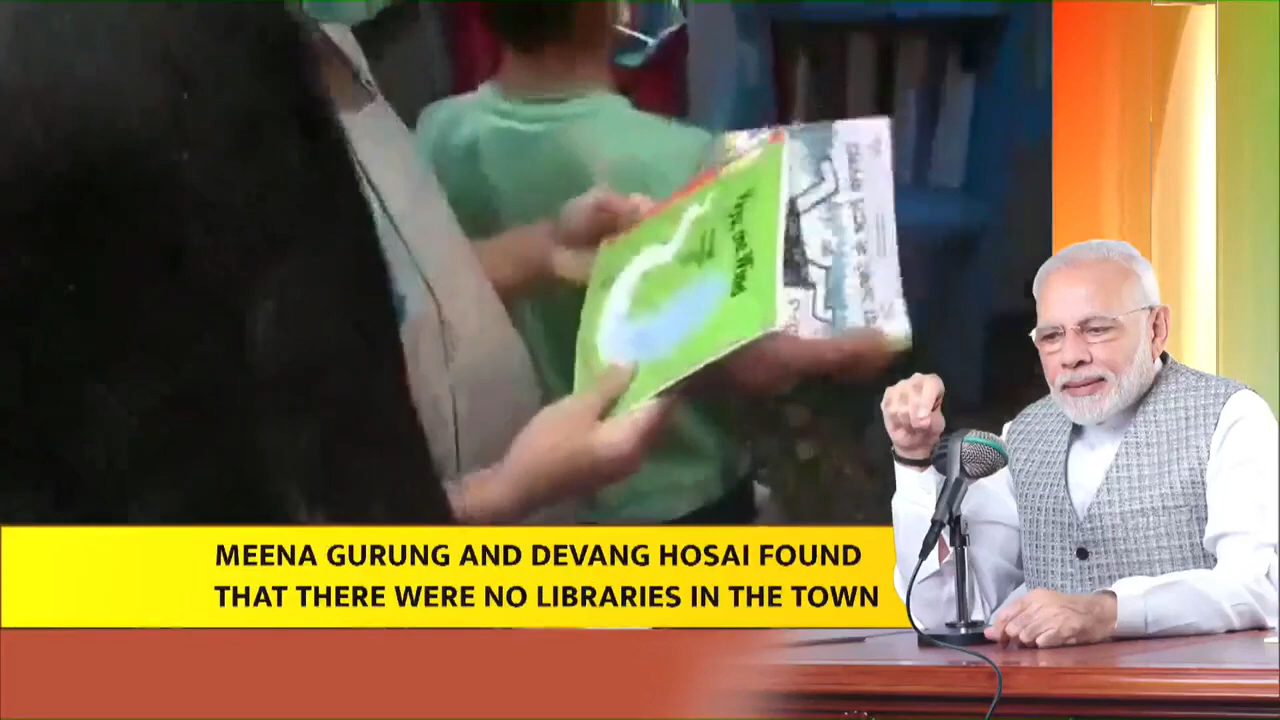 MEENA GURUNG AND DEVANG HOSAI FOUND
THAT THERE WERE NO LIBRARIES IN THE TOWN